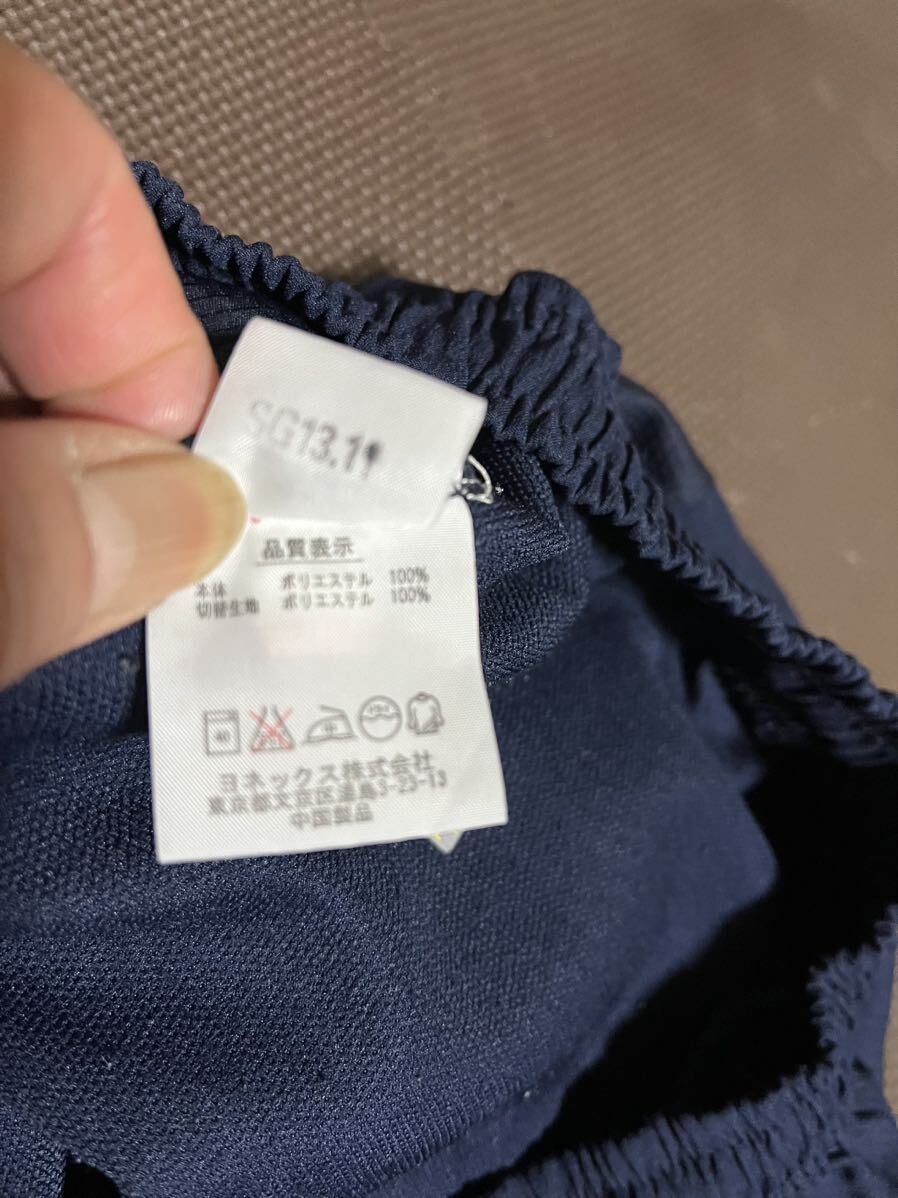 SG13.11
品質表示
本体 ポリエステル 100%
切替生地 ポリエステル 100%
ヨネックス株式会社
東京都文京区湯島3-23-13
中国製品